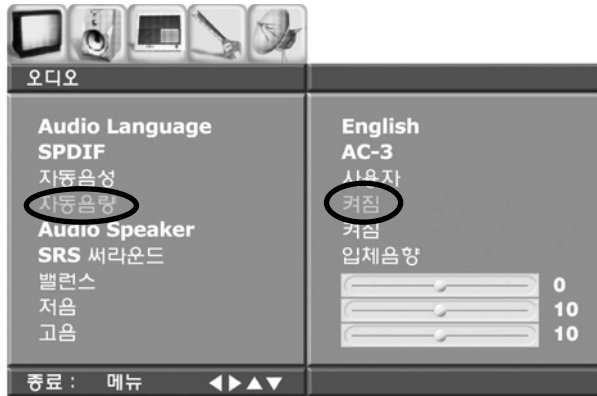 오디오
Audio Language English
SPDIF AC-3
자동음성 사용자
자동음량 켜짐
Audio Speaker 켜짐
SRS 써라운드 입체음향
밸런스 0
저음 10
고음 10
종료 : 메뉴 ◀▶▲▼